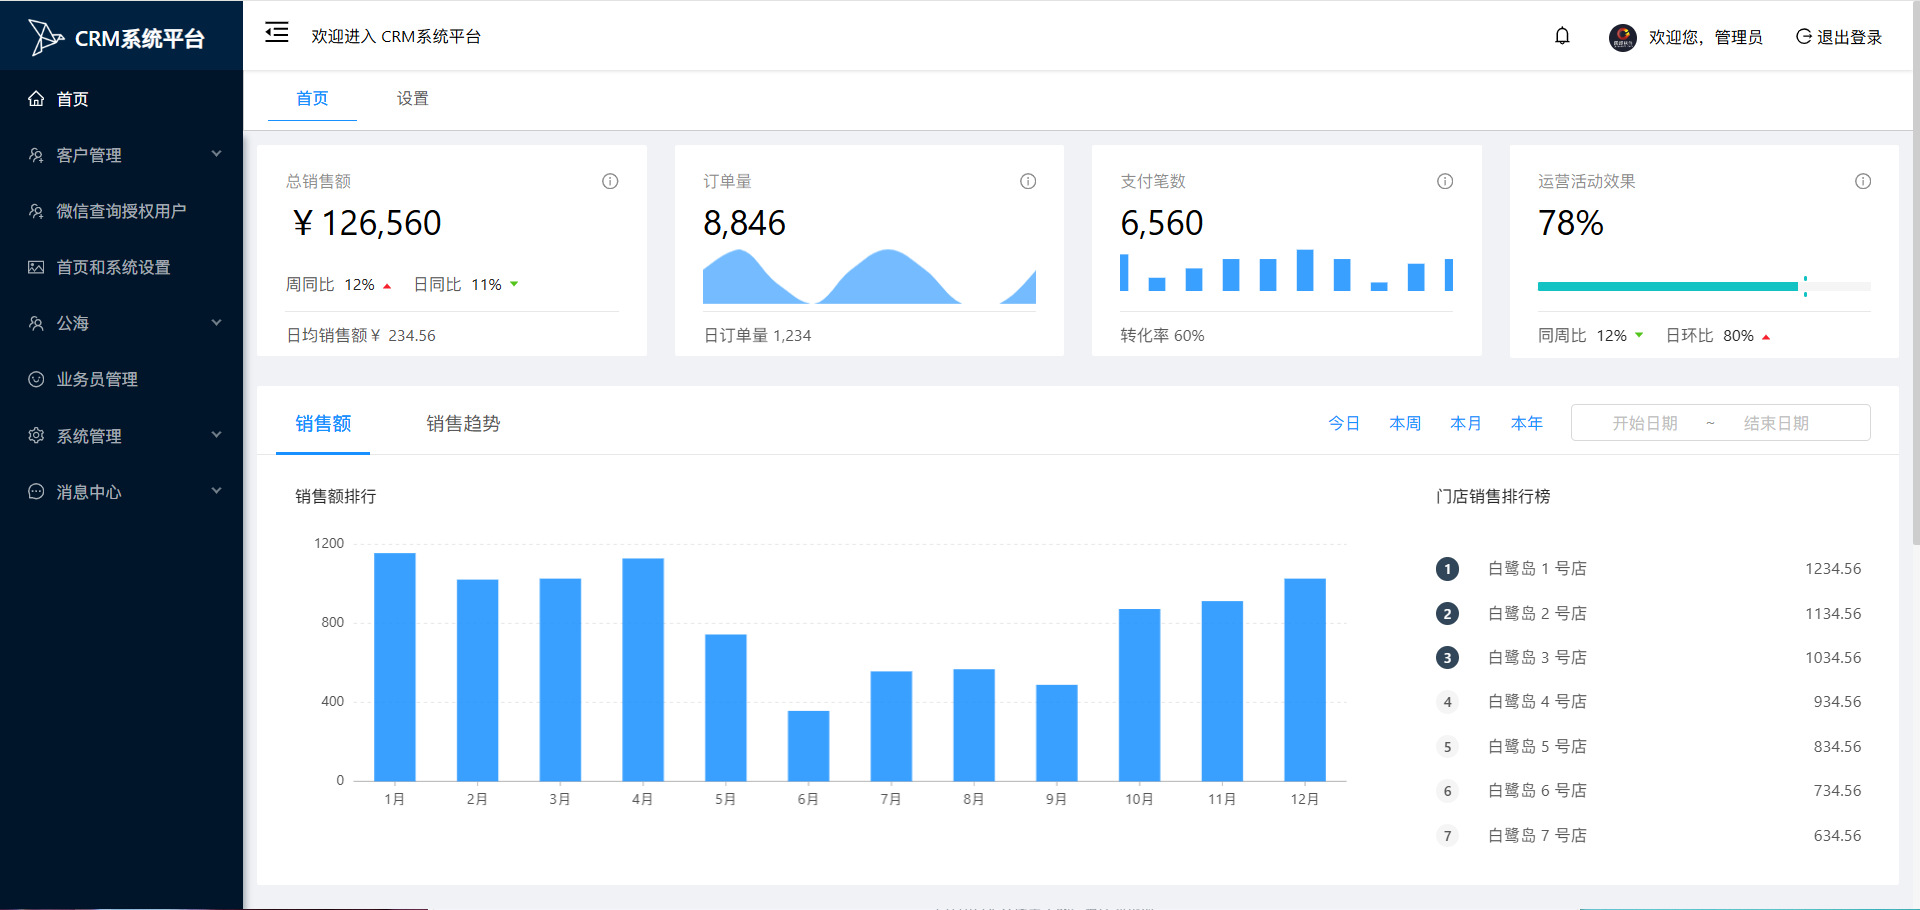 CRM系统平台
首页
客户管理
微信查询授权用户
首页和系统设置
公海
业务员管理
系统管理
消息中心
欢迎进入 CRM系统平台
欢迎您，管理员
退出登录
首页 设置
总销售额
￥126,560
周同比 12% 日同比 11%
日均销售额￥ 234.56
订单量
8,846
日订单量 1,234
支付笔数
6,560
转化率 60%
运营活动效果
78%
同周比 12% 日环比 80%
销售额 销售趋势
今日 本周 本月 本年 开始日期 ~ 结束日期
销售额排行
1200
800
400
0
1月 2月 3月 4月 5月 6月 7月 8月 9月 10月 11月 12月
门店销售排行榜
1 白鹭岛 1 号店 1234.56
2 白鹭岛 2 号店 1134.56
3 白鹭岛 3 号店 1034.56
4 白鹭岛 4 号店 934.56
5 白鹭岛 5 号店 834.56
6 白鹭岛 6 号店 734.56
7 白鹭岛 7 号店 634.56